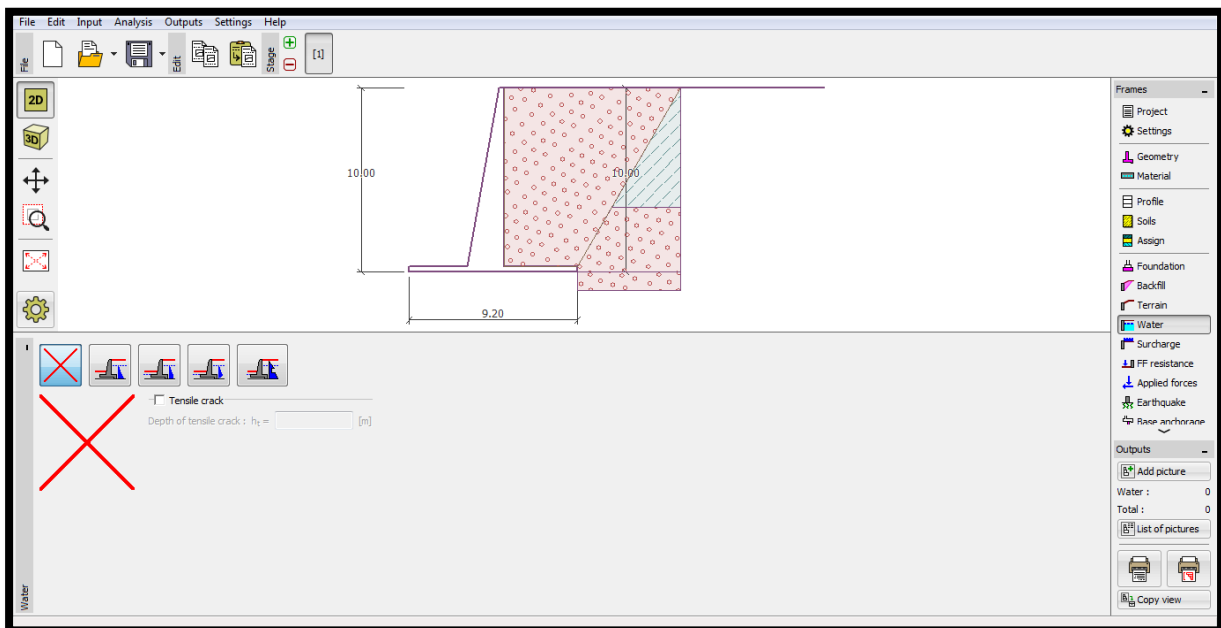 File Edit Input Analysis Outputs Settings Help
File
Edit
Stage
[1]
2D
3D
10.00
10.00
9.20
Frames
Project
Settings
Geometry
Material
Profile
Soils
Assign
Foundation
Backfill
Terrain
Water
Surcharge
FF resistance
Applied forces
Earthquake
Base anchorage
Tensile crack
Depth of tensile crack : ht = [m]
Water
Outputs
Add picture
Water : 0
Total : 0
List of pictures
Copy view